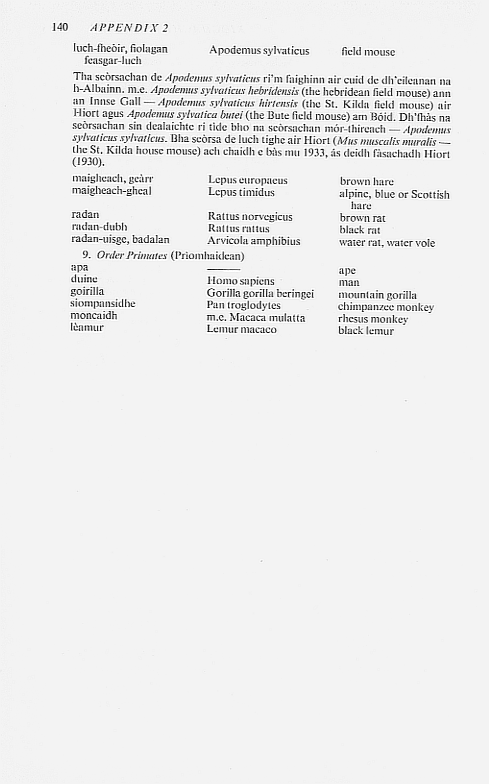 140 APPENDIX 2
luch-fheòir, fiolagan Apodemus sylvaticus field mouse
feasgar-luch
Tha seòrsachan de Apodemus sylvaticus ri'm faighinn air cuid de dh'eileanan na
h-Albainn. m.e. Apodemus sylvaticus hebridensis (the hebridean field mouse) ann
an Innse Gall — Apodemus sylvaticus hirtensis (the St. Kilda field mouse) air
Hiort agus Apodemus sylvatica butei (the Bute field mouse) am Bóid. Dh'fhàs na
seòrsachan sin dealaichte ri tìde bho na seòrsachan mór-thireach — Apodemus
sylvaticus sylvaticus. Bha seòrsa de luch tighe air Hiort (Mus muscalis muralis —
the St. Kilda house mouse) ach chaidh e bàs mu 1933, ás deidh fàsachadh Hiort
(1930).
maigheach, geàrr Lepus europaeus brown hare
maigheach-gheal Lepus timidus alpine, blue or Scottish
hare
radan Rattus norvegicus brown rat
radan-dubh Rattus rattus black rat
radan-uisge, badalan Arvicola amphibius water rat, water vole
9. Order Primates (Priomhaidean)
apa ——— ape
duine Homo sapiens man
goirilla Gorilla gorilla beringei mountain gorilla
siompansidhe Pan troglodytes chimpanzee monkey
moncaidh m.e. Macaca mulatta rhesus monkey
lèamur Lemur macaco black lemur